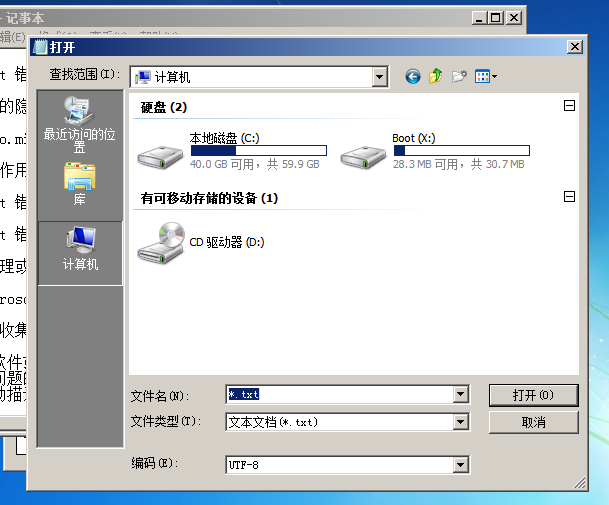 - 记事本
打开
查找范围(I):
计算机
最近访问的位
置
库
计算机
硬盘 (2)
本地磁盘 (C:)
40.0 GB 可用，共 59.9 GB
Boot (X:)
28.3 MB 可用，共 30.7 MB
有可移动存储的设备 (1)
CD 驱动器 (D:)
文件名(N):
*.txt
打开(O)
文件类型(T):
文本文档(*.txt)
取消
编码(E):
UTF-8
t 错
的隐
o.mi
作用
t 错
t 错
理或
rosc
收集
软件
问题的